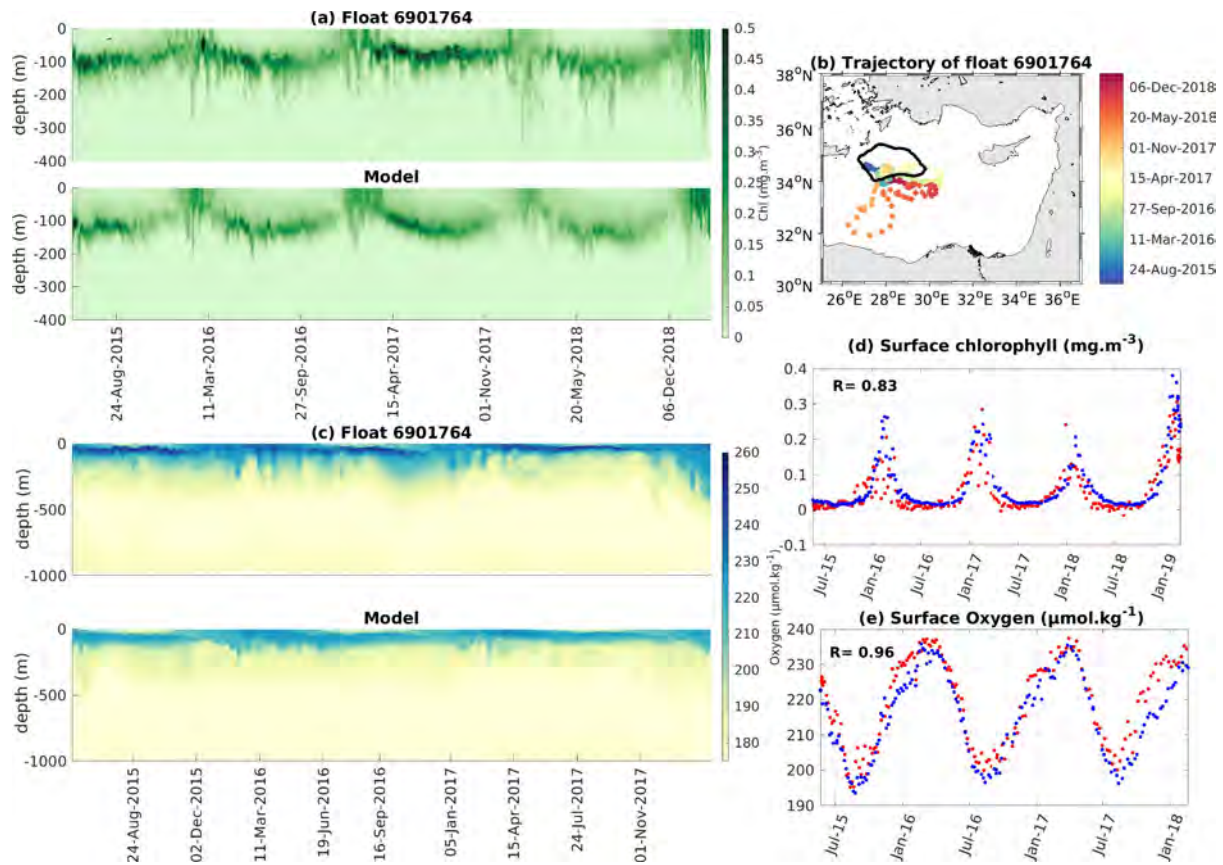 (a) Float 6901764
0
-100
-200
-300
-400
depth (m)
Model
0
-100
-200
-300
-400
depth (m)
24-Aug-2015
11-Mar-2016
27-Sep-2016
15-Apr-2017
01-Nov-2017
20-May-2018
06-Dec-2018
0.5
0.45
0.4
0.35
0.3
0.25
0.2
0.15
0.1
0.05
0
Chl (mg.m⁻³)
(b) Trajectory of float 6901764
38°N
36°N
34°N
32°N
30°N
26°E
28°E
30°E
32°E
34°E
36°E
06-Dec-2018
20-May-2018
01-Nov-2017
15-Apr-2017
27-Sep-2016
11-Mar-2016
24-Aug-2015
(c) Float 6901764
0
-500
-1000
depth (m)
Model
0
-500
-1000
depth (m)
24-Aug-2015
02-Dec-2015
11-Mar-2016
19-Jun-2016
16-Sep-2016
05-Jan-2017
15-Apr-2017
24-Jul-2017
01-Nov-2017
260
250
240
230
220
210
200
190
180
Oxygen (μmol.kg⁻¹)
(d) Surface chlorophyll (mg.m⁻³)
R= 0.83
0.4
0.3
0.2
0.1
0
-0.1
Jul-15
Jan-16
Jul-16
Jan-17
Jul-17
Jan-18
Jul-18
Jan-19
(e) Surface Oxygen (μmol.kg⁻¹)
R= 0.96
240
230
220
210
200
190
Jul-15
Jan-16
Jul-16
Jan-17
Jul-17
Jan-18